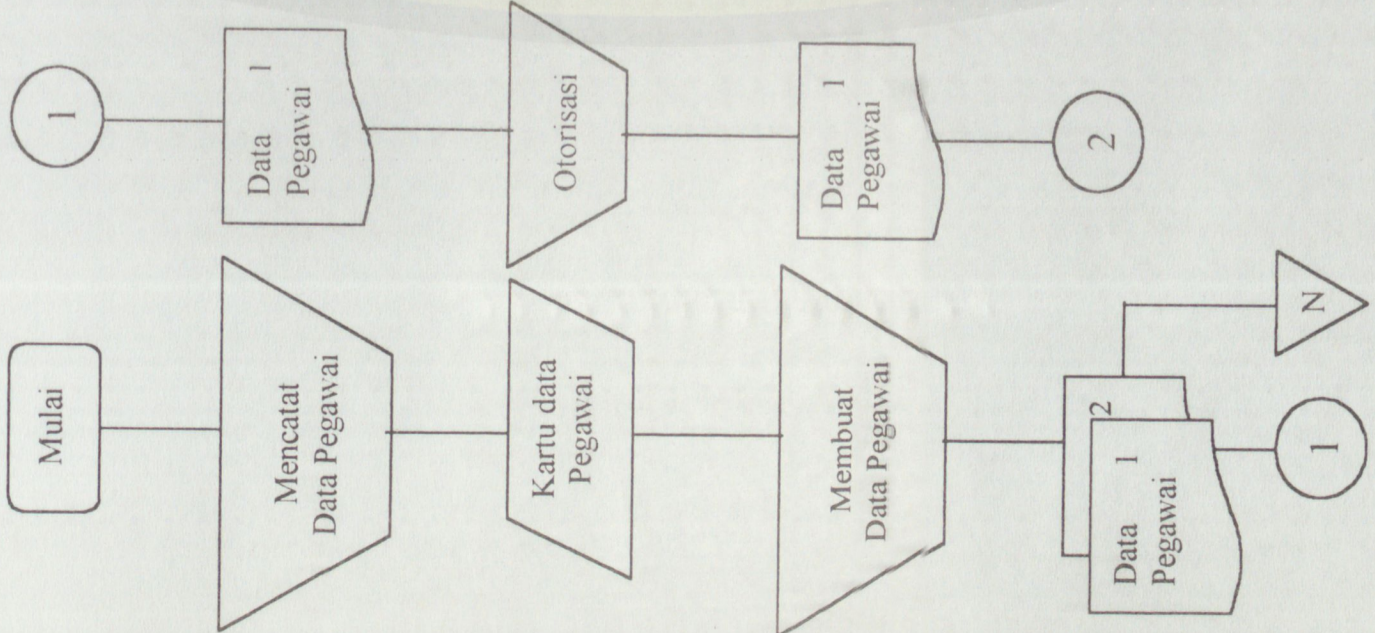 Mulai
Mencatat
Data Pegawai
Kartu data
Pegawai
Membuat
Data Pegawai
2
Data 1
Pegawai
N
1
1
Data 1
Pegawai
Otorisasi
Data 1
Pegawai
2